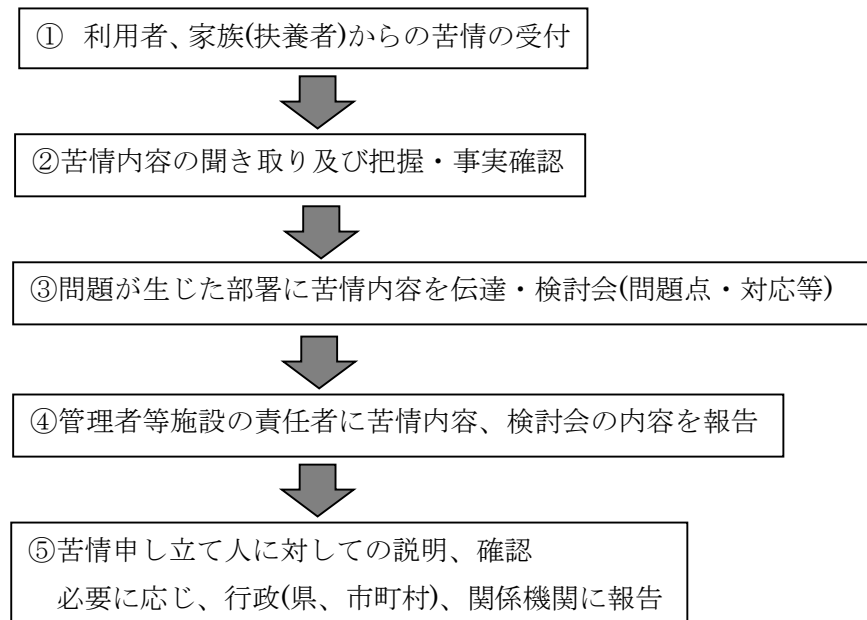 ① 利用者、家族(扶養者)からの苦情の受付
②苦情内容の聞き取り及び把握・事実確認
③問題が生じた部署に苦情内容を伝達・検討会(問題点・対応等)
④管理者等施設の責任者に苦情内容、検討会の内容を報告
⑤苦情申し立て人に対しての説明、確認
必要に応じ、行政(県、市町村)、関係機関に報告